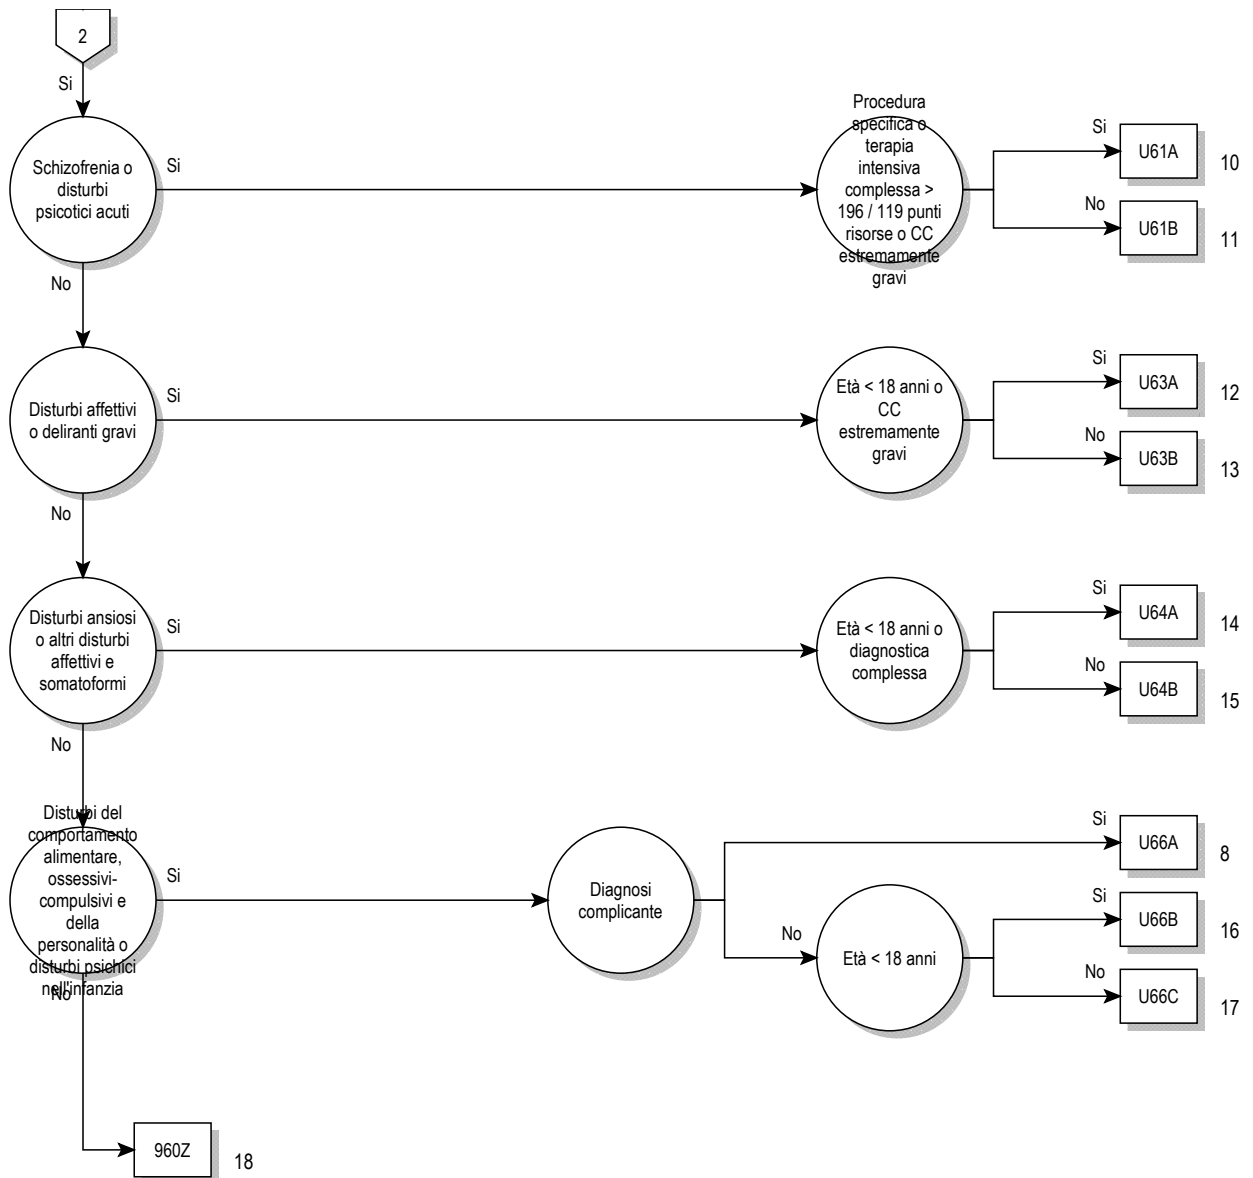 2
Si
Schizofrenia o
disturbi
psicotici acuti
Si
Procedura
specifica o
terapia
intensiva
complessa >
196 / 119 punti
risorse o CC
estremamente
gravi
Si
U61A
10
No
U61B
11
No
Disturbi affettivi
o deliranti gravi
Si
Età < 18 anni o
CC
estremamente
gravi
Si
U63A
12
No
U63B
13
No
Disturbi ansiosi
o altri disturbi
affettivi e
somatoformi
Si
Età < 18 anni o
diagnostica
complessa
Si
U64A
14
No
U64B
15
No
Disturbi del
comportamento
alimentare,
ossessivi-
compulsivi e
della
personalità o
disturbi psichici
nell'infanzia
Si
Diagnosi
complicante
Si
U66A
8
No
Età < 18 anni
Si
U66B
16
No
U66C
17
No
960Z
18